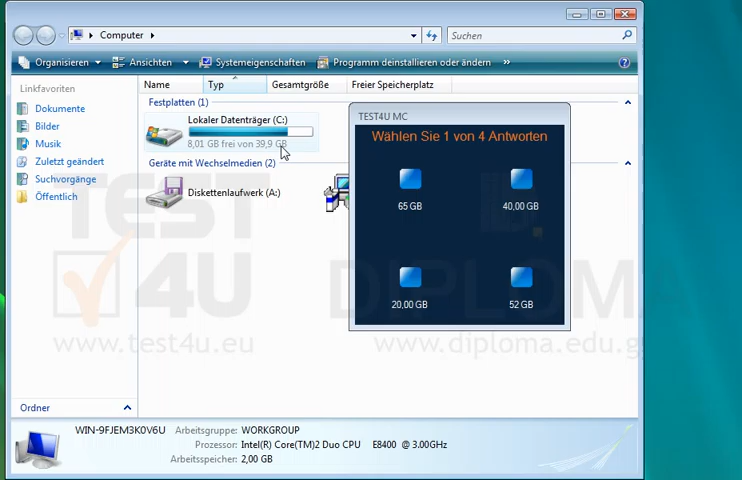 Computer
Suchen
Organisieren Ansichten Systemeigenschaften Programm deinstallieren oder ändern »
Linkfavoriten
Dokumente
Bilder
Musik
Zuletzt geändert
Suchvorgänge
Öffentlich
Ordner
Name Typ Gesamtgröße Freier Speicherplatz
Festplatten (1)
Lokaler Datenträger (C:)
8,01 GB frei von 39,9 GB
Geräte mit Wechselmedien (2)
Diskettenlaufwerk (A:)
TEST4U MC
Wählen Sie 1 von 4 Antworten
65 GB 40,00 GB
20,00 GB 52 GB
TEST
4U
www.test4u.eu
DIPLOMA
www.diploma.edu.g
WIN-9FJEM3K0V6U Arbeitsgruppe: WORKGROUP
Prozessor: Intel(R) Core(TM)2 Duo CPU E8400 @ 3.00GHz
Arbeitsspeicher: 2,00 GB